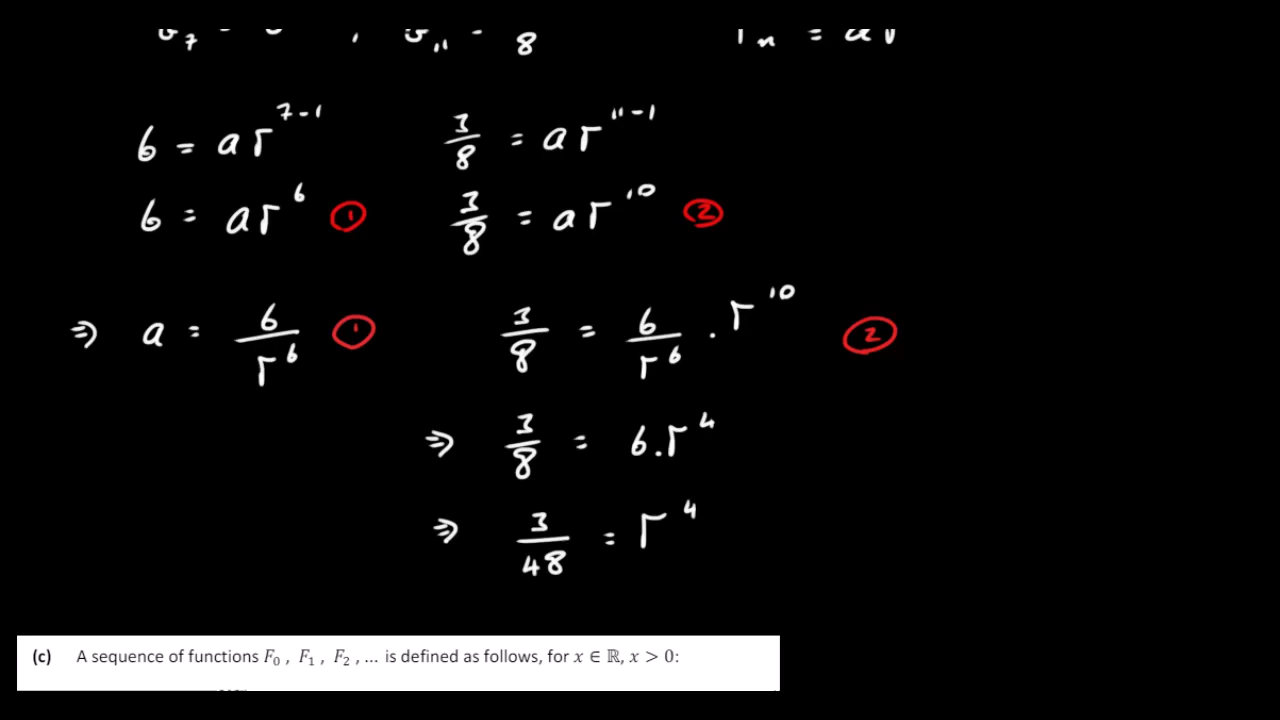 8
6 = ar^{7-1}    3/8 = ar^{11-1}
6 = ar^6 ①    3/8 = ar^{10} ②
⇒ a = 6/r^6 ①    3/8 = 6/r^6 . r^{10} ②
⇒ 3/8 = 6.r^4
⇒ 3/48 = r^4
(c) A sequence of functions F₀ , F₁ , F₂ , … is defined as follows, for x ∈ ℝ, x > 0: